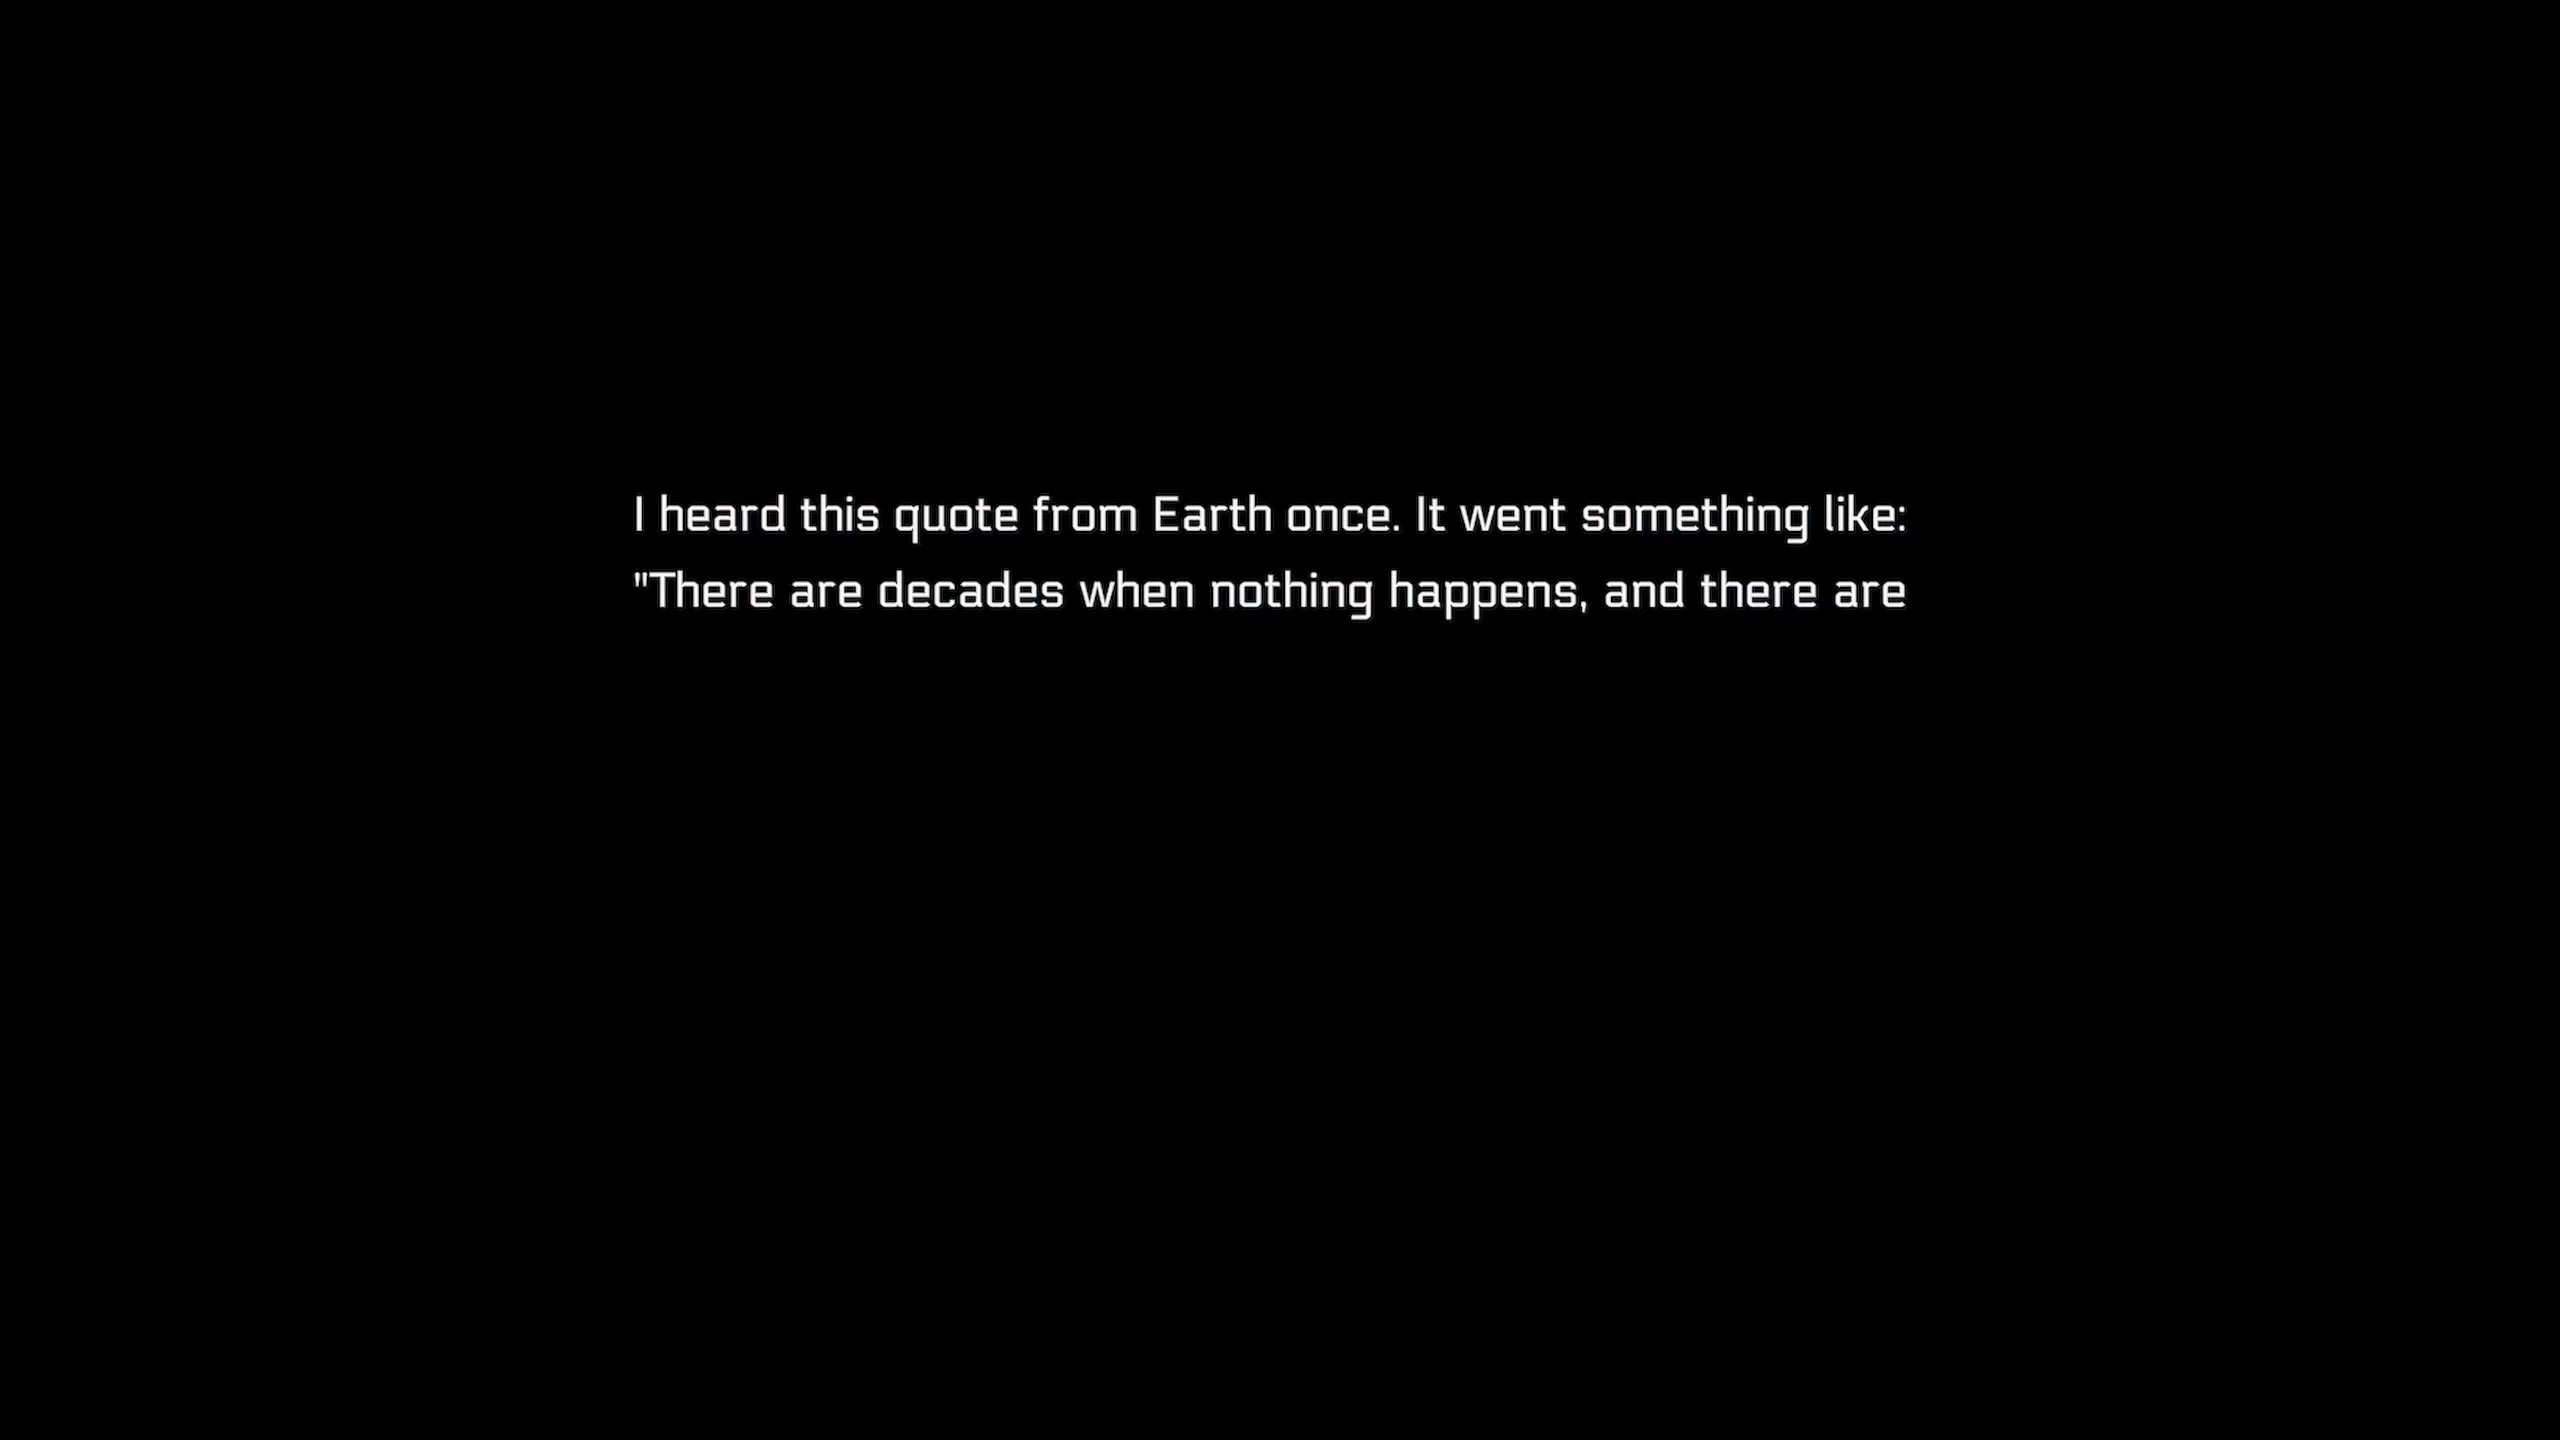 I heard this quote from Earth once. It went something like:
"There are decades when nothing happens, and there are